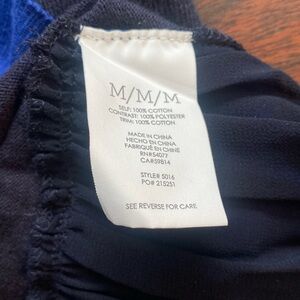 M/M/M
SELF: 100% COTTON
CONTRAST: 100% POLYESTER
TRIM: 100% COTTON
MADE IN CHINA
HECHO EN CHINA
FABRIQUÉ EN CHINE
RN#54077
CA#59814
STYLE# 5016
PO# 215251
SEE REVERSE FOR CARE